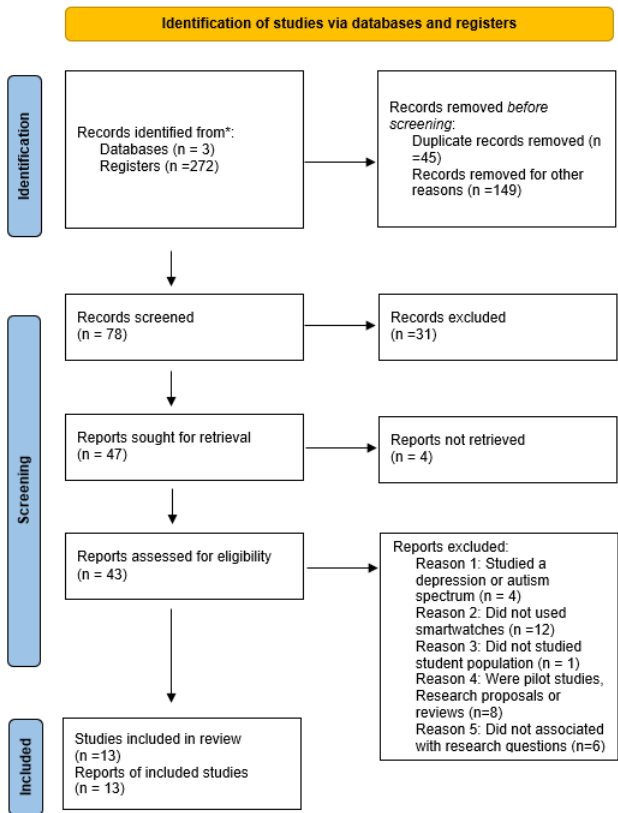 Identification of studies via databases and registers
Identification
Records identified from*:
Databases (n = 3)
Registers (n =272)
Records removed before
screening:
Duplicate records removed (n
=45)
Records removed for other
reasons (n =149)
Screening
Records screened
(n = 78)
Records excluded
(n =31)
Reports sought for retrieval
(n = 47)
Reports not retrieved
(n = 4)
Reports assessed for eligibility
(n = 43)
Reports excluded:
Reason 1: Studied a
depression or autism
spectrum (n = 4)
Reason 2: Did not used
smartwatches (n =12)
Reason 3: Did not studied
student population (n = 1)
Reason 4: Were pilot studies,
Research proposals or
reviews
(n=8)
Reason 5: Did not associated
with research questions (n=6)
Included
Studies included in review
(n =13)
Reports of included studies
(n = 13)